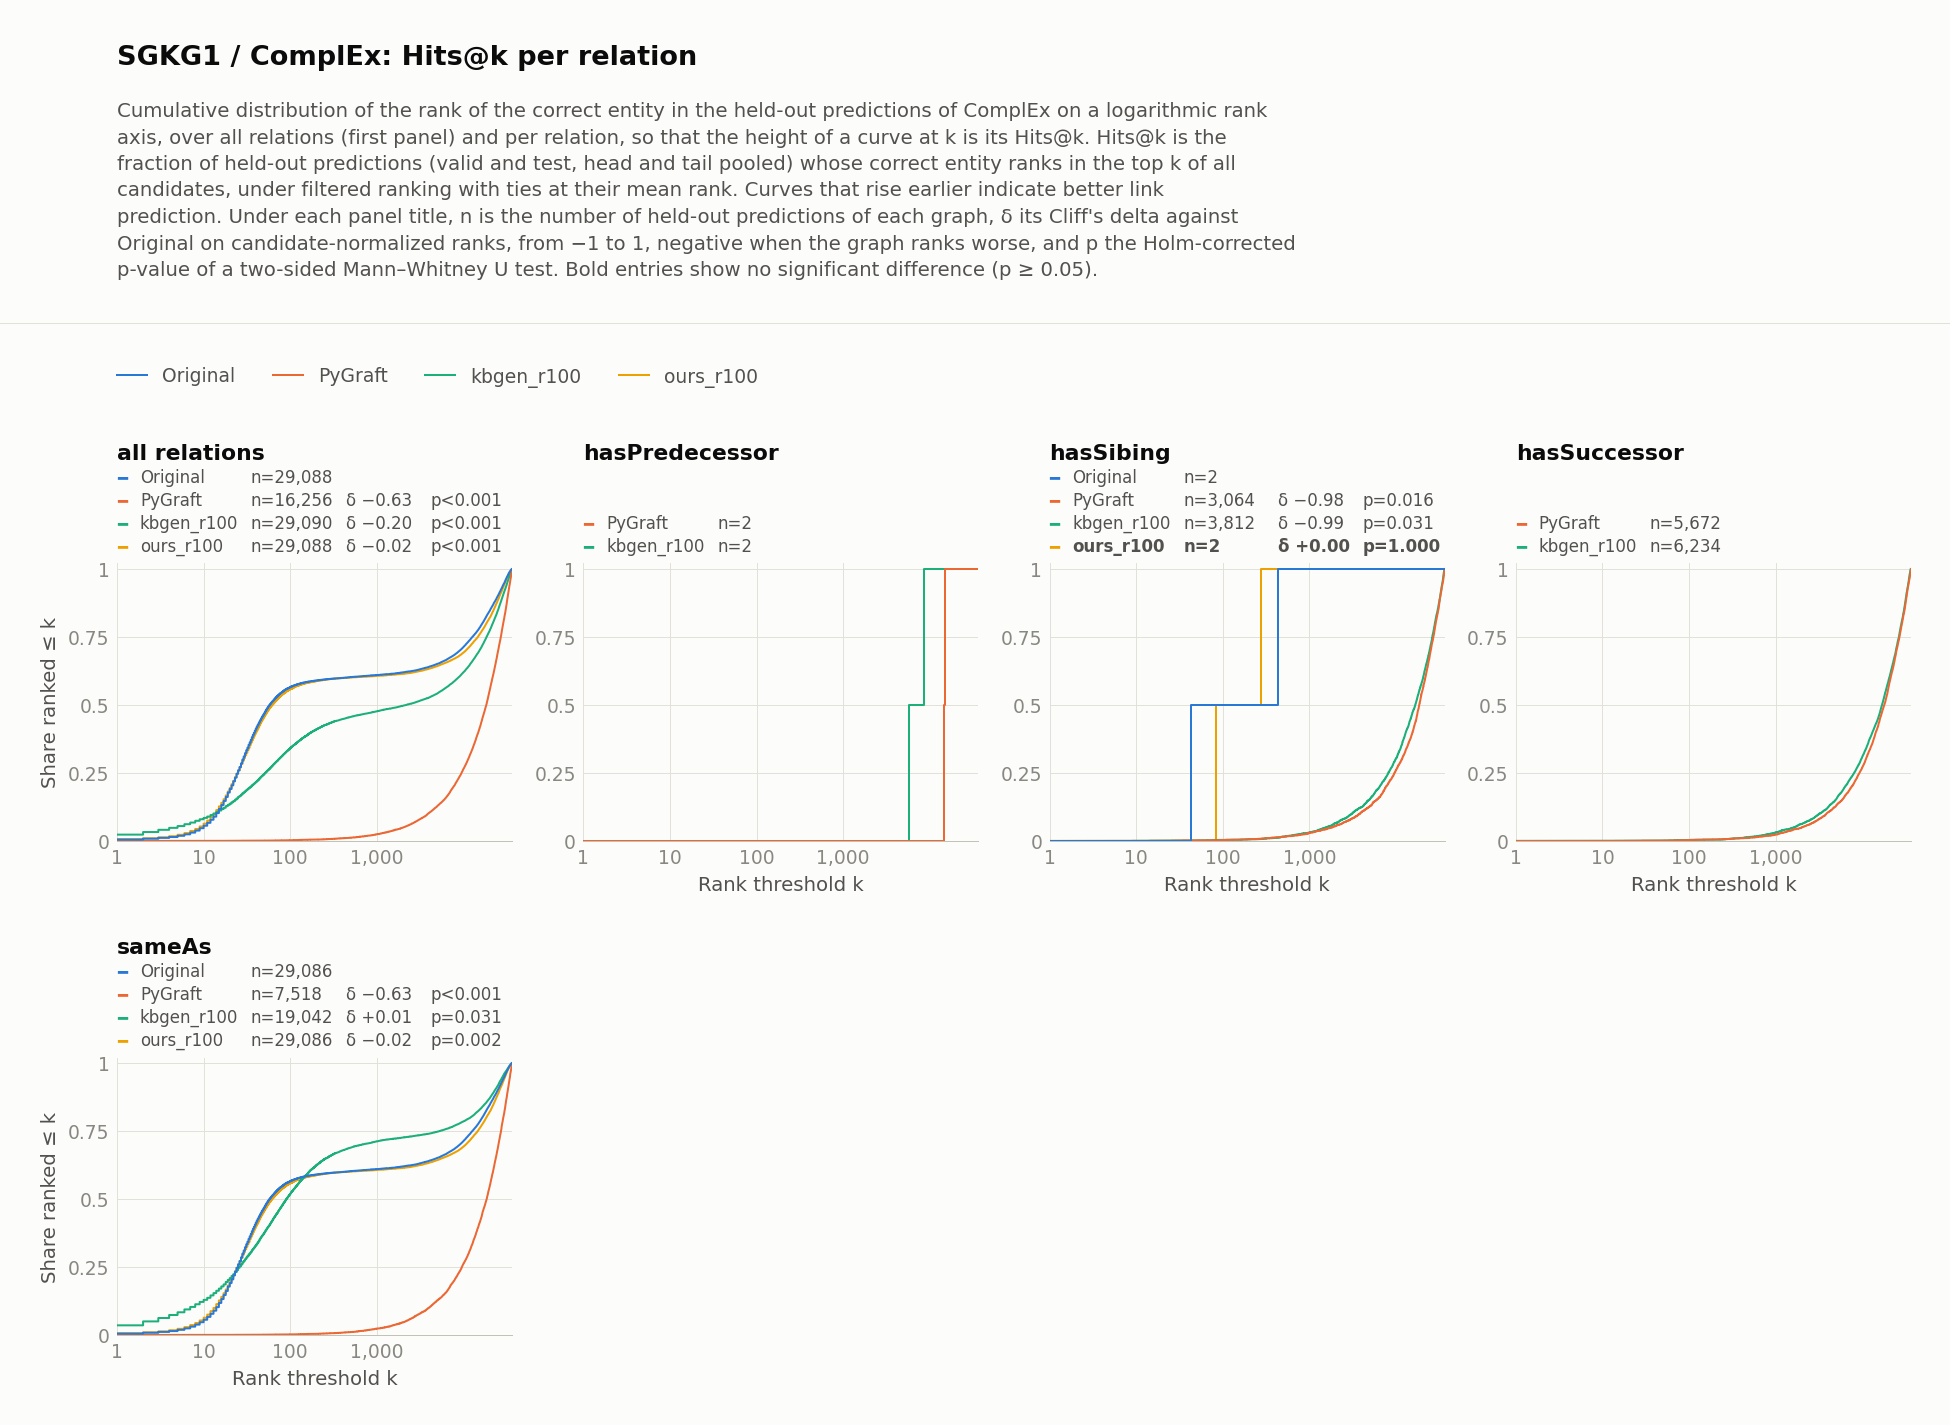 SGKG1 / ComplEx: Hits@k per relation
Cumulative distribution of the rank of the correct entity in the held-out predictions of ComplEx on a logarithmic rank
axis, over all relations (first panel) and per relation, so that the height of a curve at k is its Hits@k. Hits@k is the
fraction of held-out predictions (valid and test, head and tail pooled) whose correct entity ranks in the top k of all
candidates, under filtered ranking with ties at their mean rank. Curves that rise earlier indicate better link
prediction. Under each panel title, n is the number of held-out predictions of each graph, δ its Cliff's delta against
Original on candidate-normalized ranks, from −1 to 1, negative when the graph ranks worse, and p the Holm-corrected
p-value of a two-sided Mann–Whitney U test. Bold entries show no significant difference (p ≥ 0.05).
Original PyGraft kbgen_r100 ours_r100
all relations
Original n=29,088
PyGraft n=16,256 δ −0.63 p<0.001
kbgen_r100 n=29,090 δ −0.20 p<0.001
ours_r100 n=29,088 δ −0.02 p<0.001
1
0.75
0.5
0.25
0
Share ranked ≤ k
1 10 100 1,000
hasPredecessor
PyGraft n=2
kbgen_r100 n=2
1
0.75
0.5
0.25
0
1 10 100 1,000
Rank threshold k
hasSibing
Original n=2
PyGraft n=3,064 δ −0.98 p=0.016
kbgen_r100 n=3,812 δ −0.99 p=0.031
ours_r100 n=2 δ +0.00 p=1.000
1
0.75
0.5
0.25
0
1 10 100 1,000
Rank threshold k
hasSuccessor
PyGraft n=5,672
kbgen_r100 n=6,234
1
0.75
0.5
0.25
0
1 10 100 1,000
Rank threshold k
sameAs
Original n=29,086
PyGraft n=7,518 δ −0.63 p<0.001
kbgen_r100 n=19,042 δ +0.01 p=0.031
ours_r100 n=29,086 δ −0.02 p=0.002
1
0.75
0.5
0.25
0
Share ranked ≤ k
1 10 100 1,000
Rank threshold k